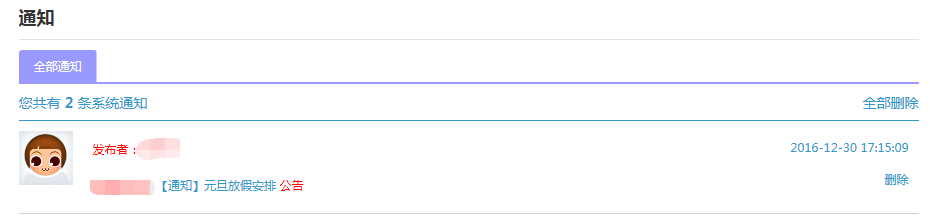 通知
全部通知
您共有 2 条系统通知 全部删除
发布者： 2016-12-30 17:15:09
【通知】元旦放假安排 公告 删除